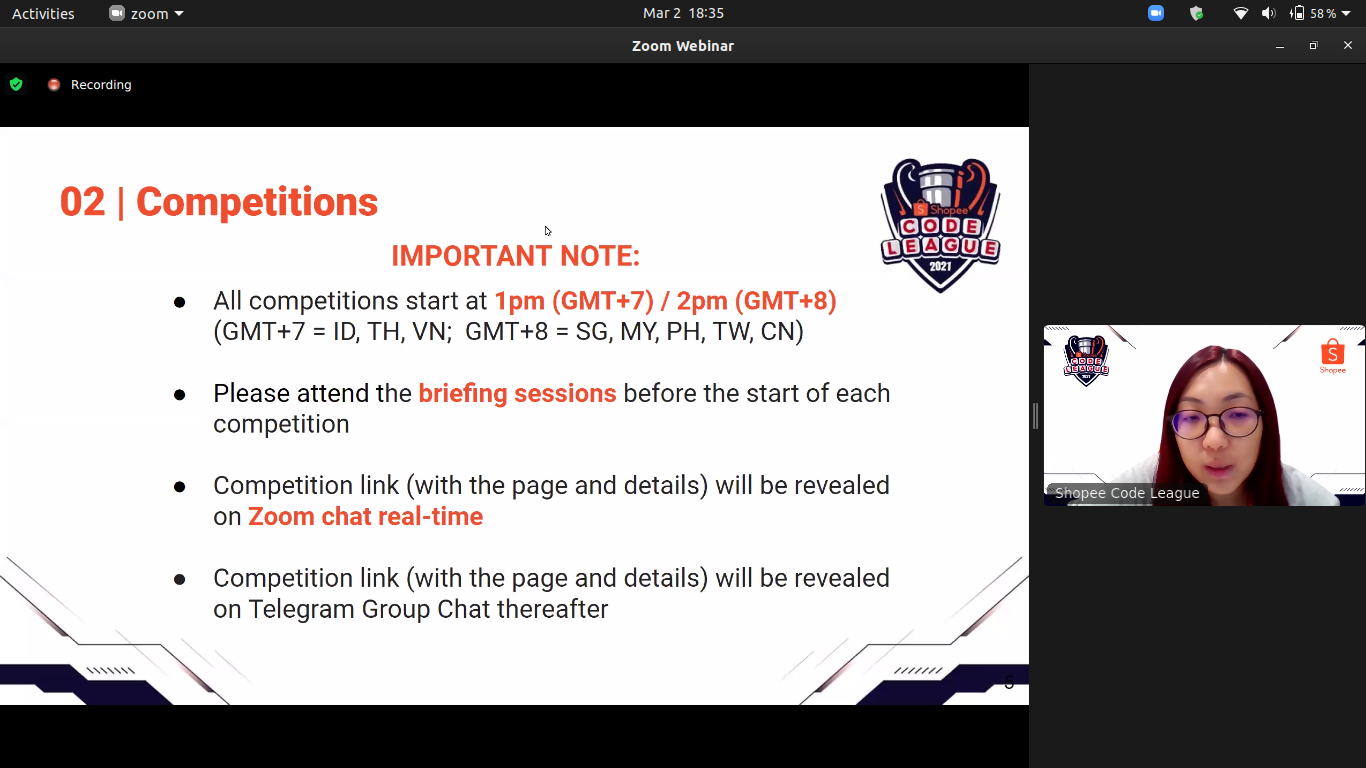 Activities
zoom
Mar 2 18:35
58 %
Zoom Webinar
Recording
02 | Competitions
Shopee
CODE
LEAGUE
2021
IMPORTANT NOTE:
● All competitions start at 1pm (GMT+7) / 2pm (GMT+8)
(GMT+7 = ID, TH, VN; GMT+8 = SG, MY, PH, TW, CN)
● Please attend the briefing sessions before the start of each
competition
● Competition link (with the page and details) will be revealed
on Zoom chat real-time
● Competition link (with the page and details) will be revealed
on Telegram Group Chat thereafter
CODE
LEAGUE
2021
Shopee
Shopee Code League